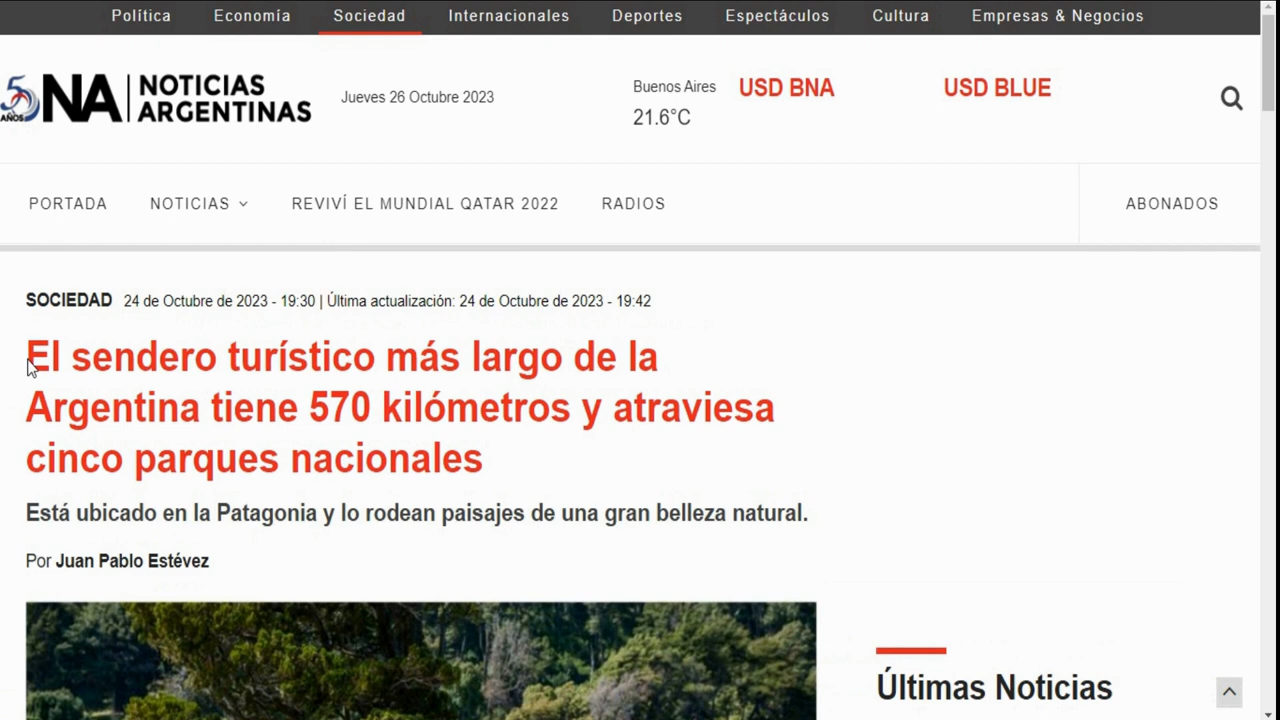 Política Economía Sociedad Internacionales Deportes Espectáculos Cultura Empresas & Negocios
50 AÑOS NA NOTICIAS ARGENTINAS
Jueves 26 Octubre 2023
Buenos Aires
21.6°C
USD BNA
USD BLUE
PORTADA NOTICIAS REVIVÍ EL MUNDIAL QATAR 2022 RADIOS ABONADOS
SOCIEDAD 24 de Octubre de 2023 - 19:30 | Última actualización: 24 de Octubre de 2023 - 19:42
El sendero turístico más largo de la
Argentina tiene 570 kilómetros y atraviesa
cinco parques nacionales
Está ubicado en la Patagonia y lo rodean paisajes de una gran belleza natural.
Por Juan Pablo Estévez
Últimas Noticias